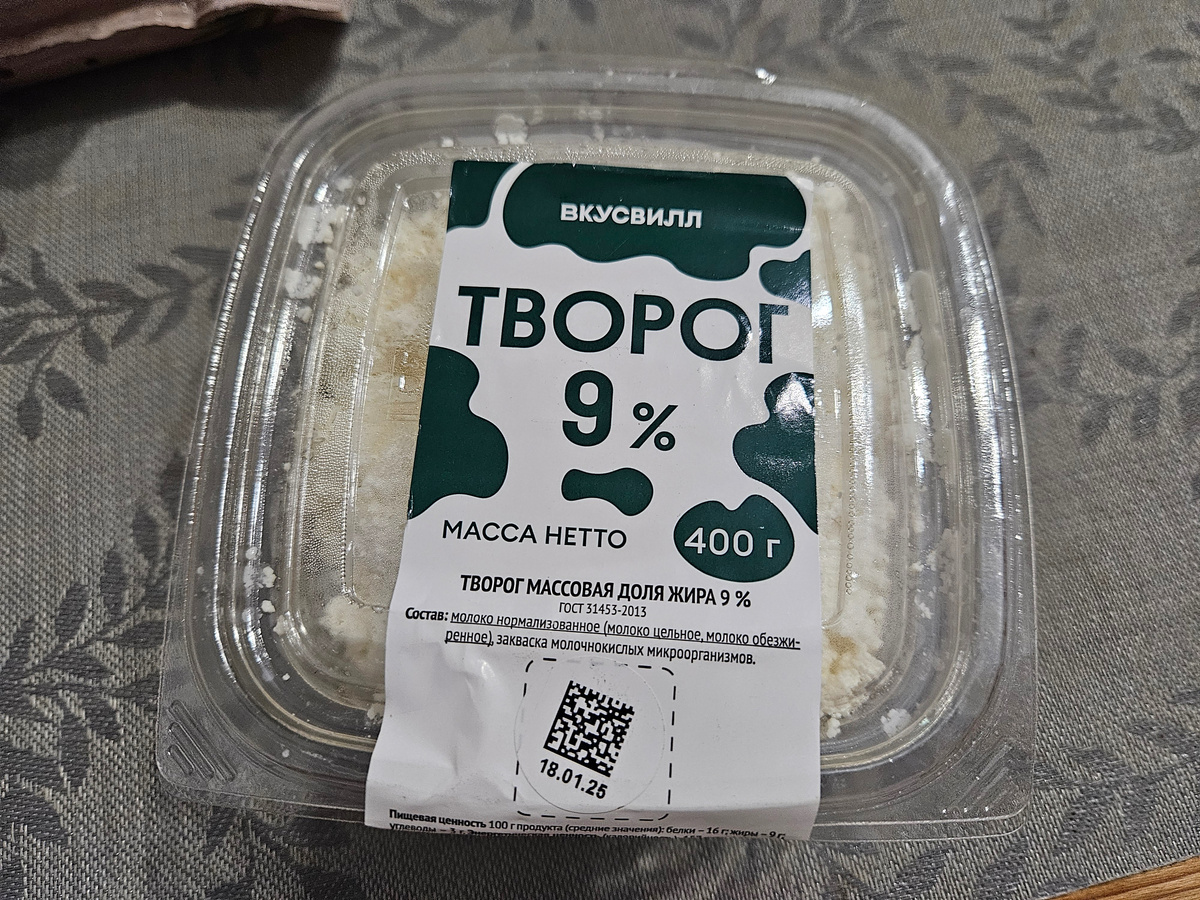 ВКУСВИЛЛ
ТВОРОГ
9 %
МАССА НЕТТО
400 г
ТВОРОГ МАССОВАЯ ДОЛЯ ЖИРА 9 %
ГОСТ 31453-2013
Состав: молоко нормализованное (молоко цельное, молоко обезжи-
ренное), закваска молочнокислых микроорганизмов.
18.01.25
Пищевая ценность 100 г продукта (средние значения): белки – 16 г; жиры – 9 г;
углеводы – 3 г.